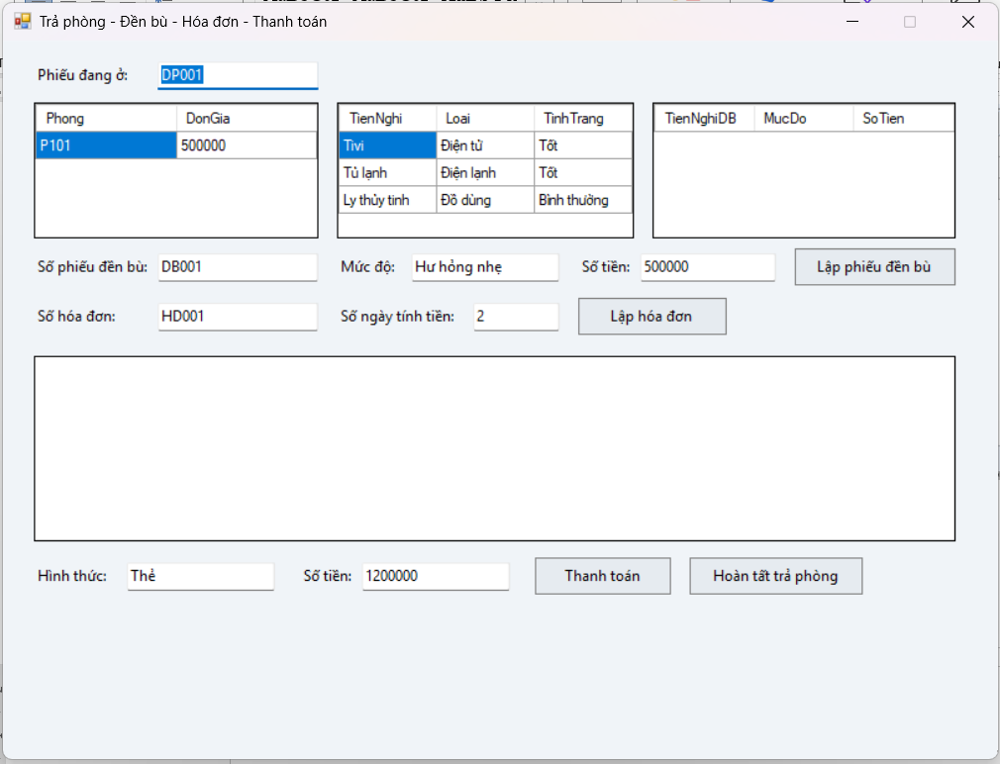 Trả phòng - Đền bù - Hóa đơn - Thanh toán
Phiếu đang ở: DP001
Phong DonGia TienNghi Loai TinhTrang TienNghiDB MucDo SoTien
P101 500000 Tivi Điện tử Tốt
Tủ lạnh Điện lạnh Tốt
Ly thủy tinh Đồ dùng Bình thường
Số phiếu đền bù: DB001 Mức độ: Hư hỏng nhẹ Số tiền: 500000 Lập phiếu đền bù
Số hóa đơn: HD001 Số ngày tính tiền: 2 Lập hóa đơn
Hình thức: Thẻ Số tiền: 1200000 Thanh toán Hoàn tất trả phòng